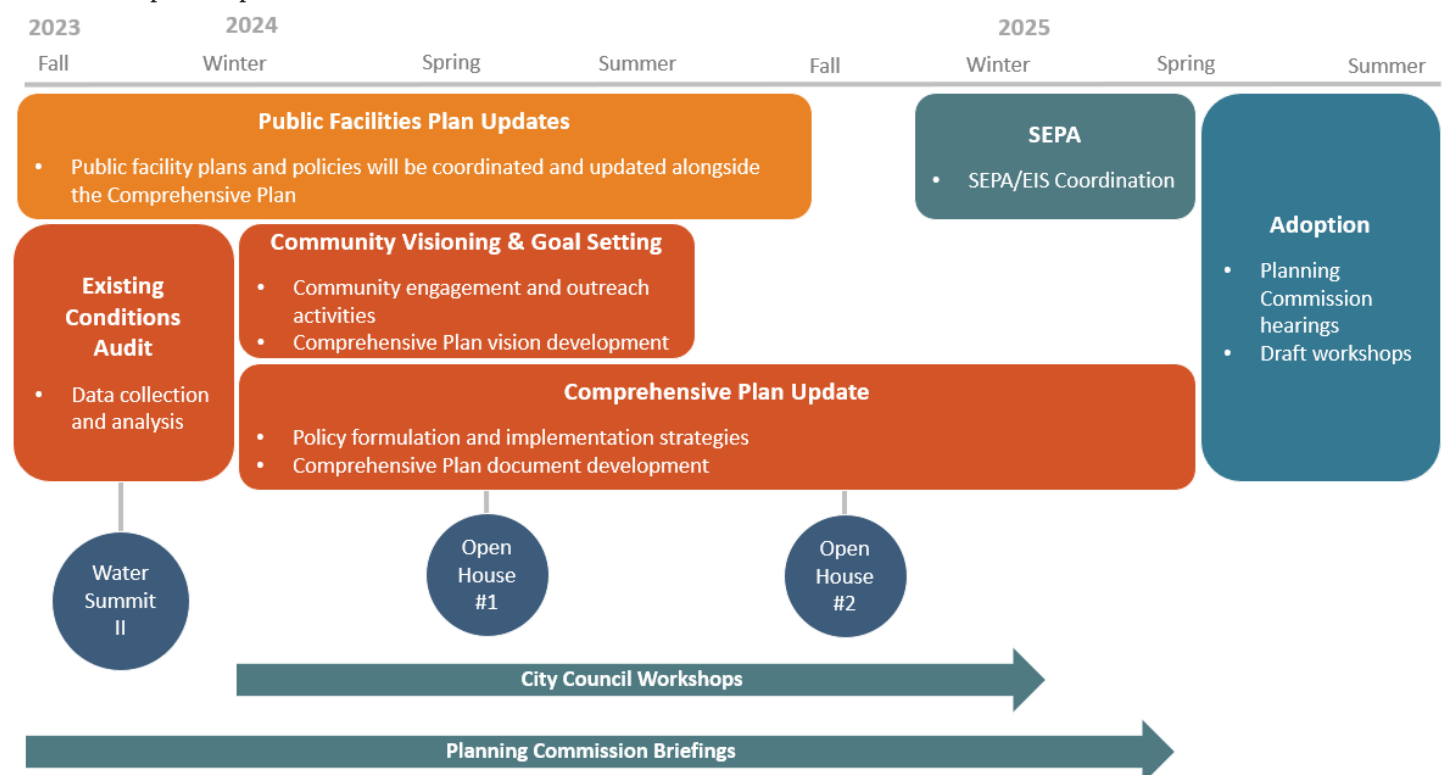 2023
2024
2025
Fall
Winter
Spring
Summer
Fall
Winter
Spring
Summer
Public Facilities Plan Updates
• Public facility plans and policies will be coordinated and updated alongside
the Comprehensive Plan
SEPA
• SEPA/EIS Coordination
Adoption
• Planning
Commission
hearings
• Draft workshops
Existing
Conditions
Audit
• Data collection
and analysis
Community Visioning & Goal Setting
• Community engagement and outreach
activities
• Comprehensive Plan vision development
Comprehensive Plan Update
• Policy formulation and implementation strategies
• Comprehensive Plan document development
Water
Summit
II
Open
House
#1
Open
House
#2
City Council Workshops
Planning Commission Briefings